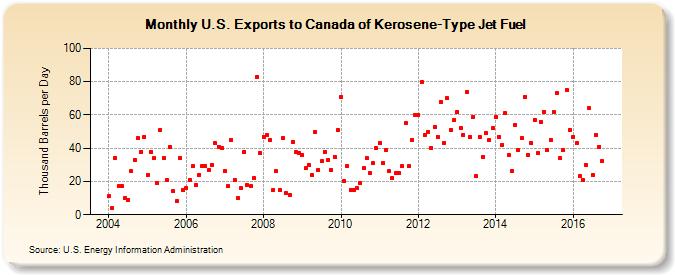 Monthly U.S. Exports to Canada of Kerosene-Type Jet Fuel
Thousand Barrels per Day
100
80
60
40
20
0
2004 2006 2008 2010 2012 2014 2016
Source: U.S. Energy Information Administration